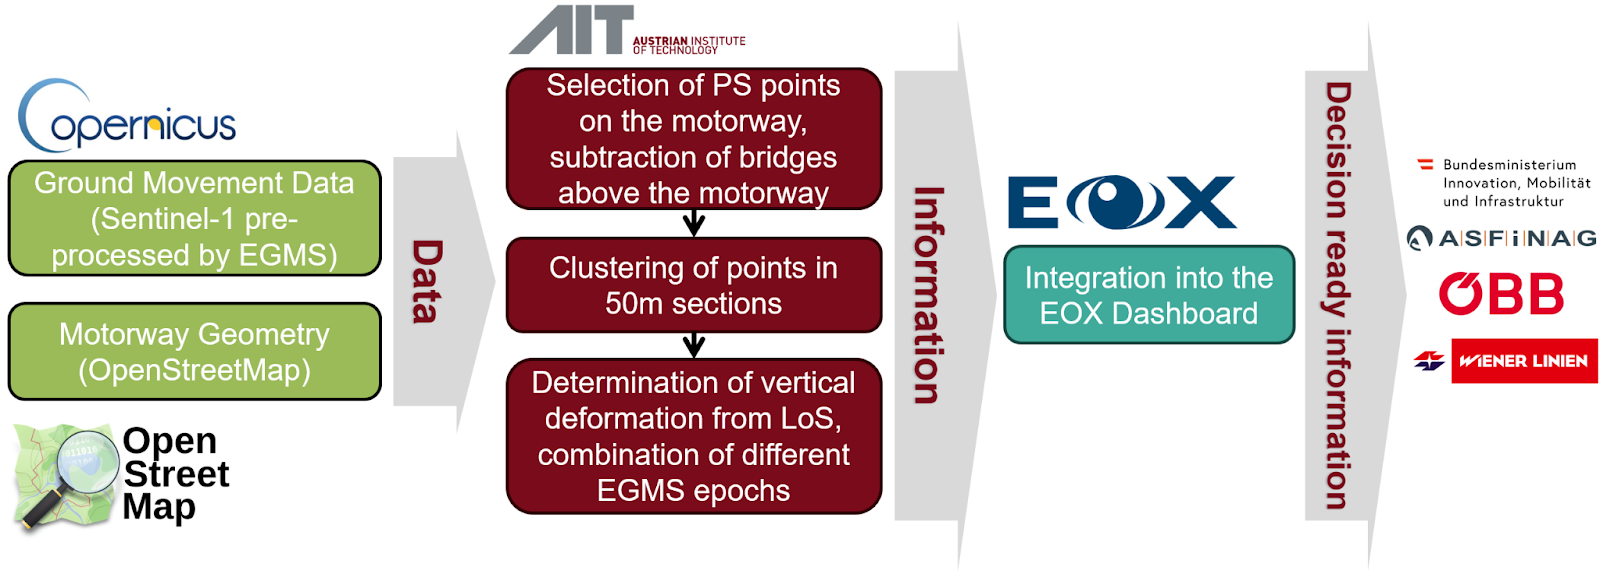 opernicus
Ground Movement Data
(Sentinel-1 pre-
processed by EGMS)
Motorway Geometry
(OpenStreetMap)
Open
Street
Map
Data
AIT
AUSTRIAN INSTITUTE
OF TECHNOLOGY
Selection of PS points
on the motorway,
subtraction of bridges
above the motorway
Clustering of points in
50m sections
Determination of vertical
deformation from LoS,
combination of different
EGMS epochs
Information
EOX
Integration into the
EOX Dashboard
Decision ready information
Bundesministerium
Innovation, Mobilität
und Infrastruktur
A|S|F|i|N|A|G
ÖBB
WIENER LINIEN